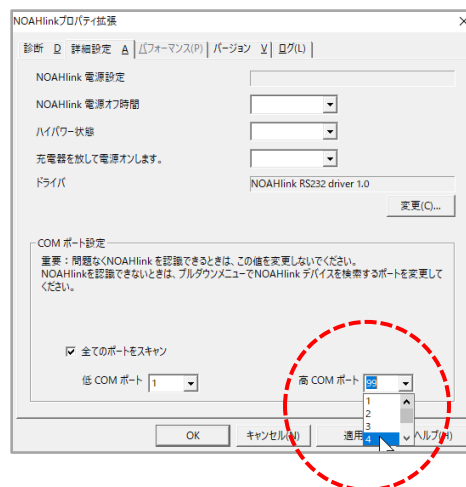 NOAHlinkプロパティ拡張
診断 D 詳細設定 A パフォーマンス(P) バージョン V ログ(L)
NOAHlink 電源設定
NOAHlink 電源オフ時間
ハイパワー状態
充電器を放して電源オンします。
ドライバ NOAHlink RS232 driver 1.0
変更(C)...
COM ポート設定
重要：問題なくNOAHlink を認識できるときは、この値を変更しないでください。
NOAHlinkを認識できないときは、プルダウンメニューでNOAHlink デバイスを検索するポートを変更して
ください。
全てのポートをスキャン
低 COM ポート 1 高 COM ポート 99
1
2
3
4
OK キャンセル(N) 適用 ヘルプ(H)